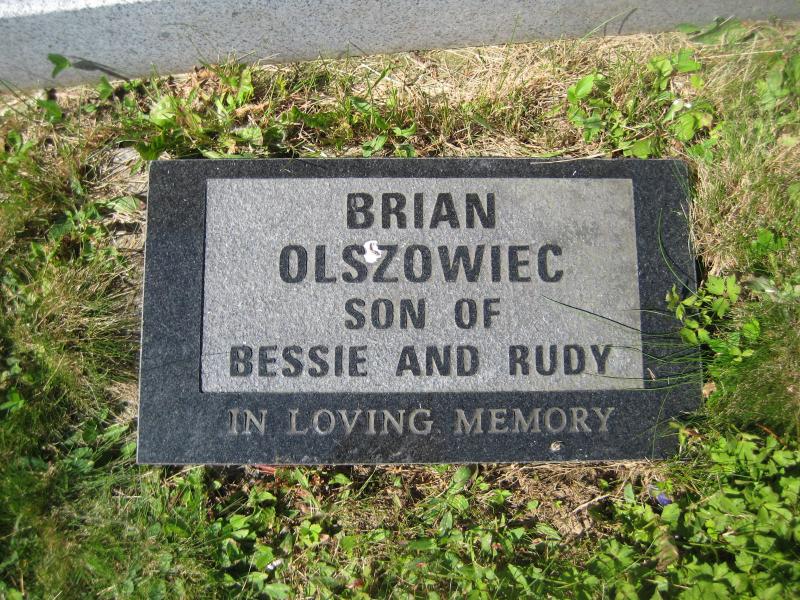 BRIAN
OLSZOWIEC
SON OF
BESSIE AND RUDY
IN LOVING MEMORY